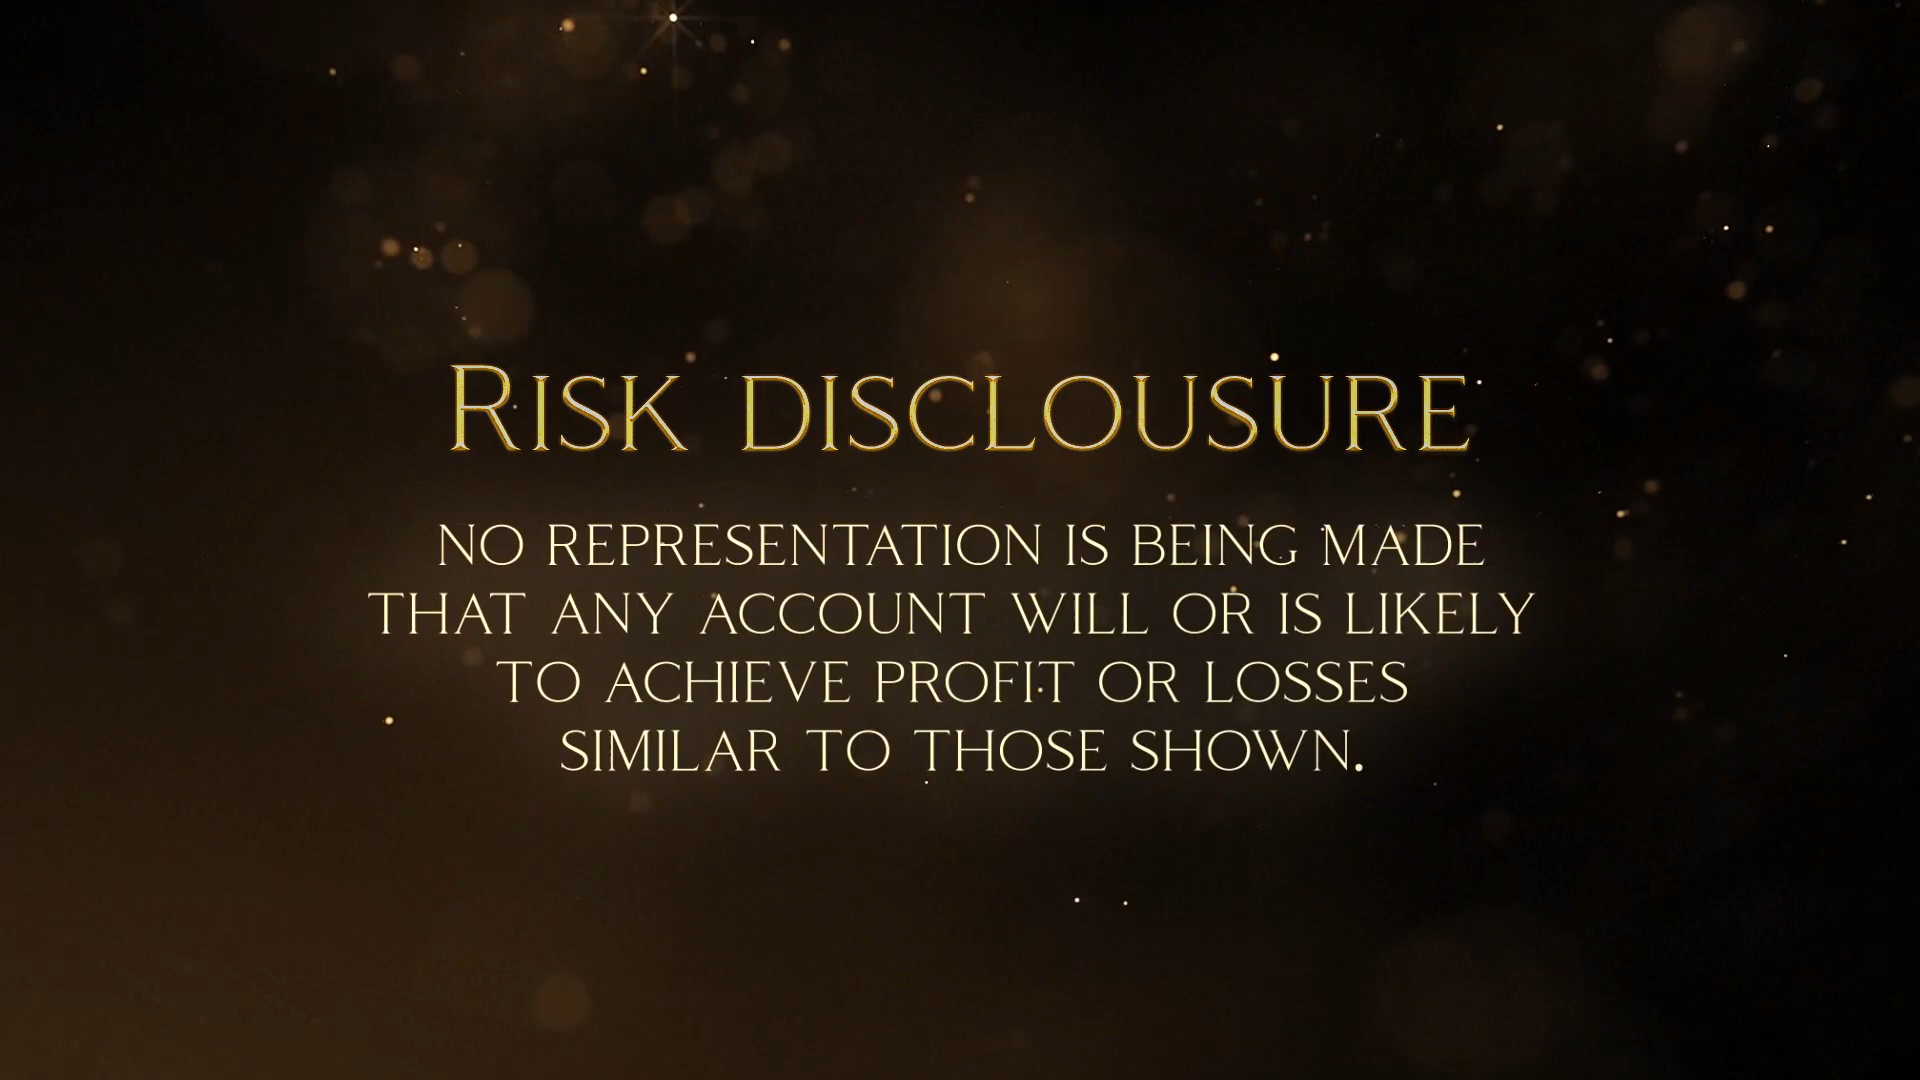 Risk disclousure
NO REPRESENTATION IS BEING MADE
THAT ANY ACCOUNT WILL OR IS LIKELY
TO ACHIEVE PROFIT OR LOSSES
SIMILAR TO THOSE SHOWN.